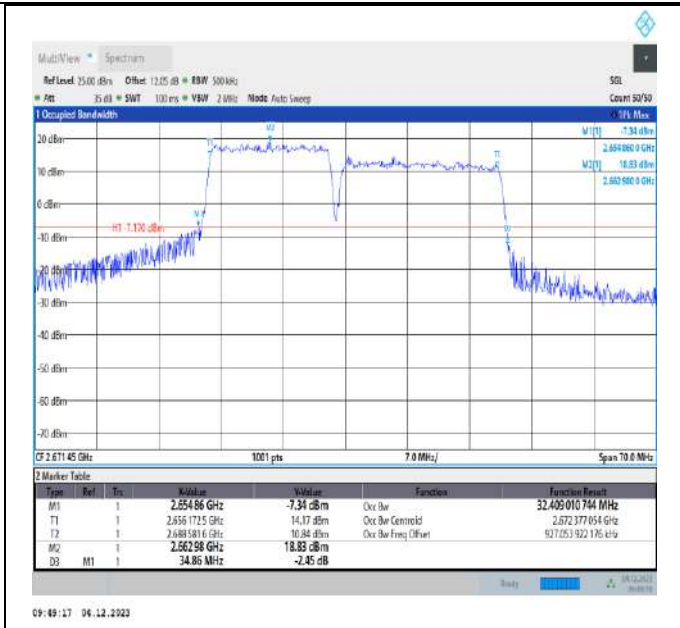 MultiView Spectrum
Ref Level 25.00 dBm Offset 12.05 dB RBW 500 kHz SGL
Att 35 dB SWT 100 ms VBW 2 MHz Mode Auto Sweep Count 50/50
1 Occupied Bandwidth 1Pk Max
M2 M1[1] -7.34 dBm
20 dBm T1 2.654 860 0 GHz
T2 M2[1] 18.83 dBm
10 dBm 2.662 980 0 GHz
0 dBm
M1
H1 -7.170 dBm
-10 dBm D3
-20 dBm
-30 dBm
-40 dBm
-50 dBm
-60 dBm
-70 dBm
CF 2.671 45 GHz 1001 pts 7.0 MHz/ Span 70.0 MHz
2 Marker Table
Type Ref Trc X-Value Y-Value Function Function Result
M1 1 2.654 86 GHz -7.34 dBm Occ Bw 32.409 010 744 MHz
T1 1 2.656 172 5 GHz 14.17 dBm Occ Bw Centroid 2.672 377 054 GHz
T2 1 2.688 581 6 GHz 10.84 dBm Occ Bw Freq Offset 927.053 922 176 kHz
M2 1 2.662 98 GHz 18.83 dBm
D3 M1 1 34.86 MHz -2.45 dB
Ready
09:49:17 04.12.2023